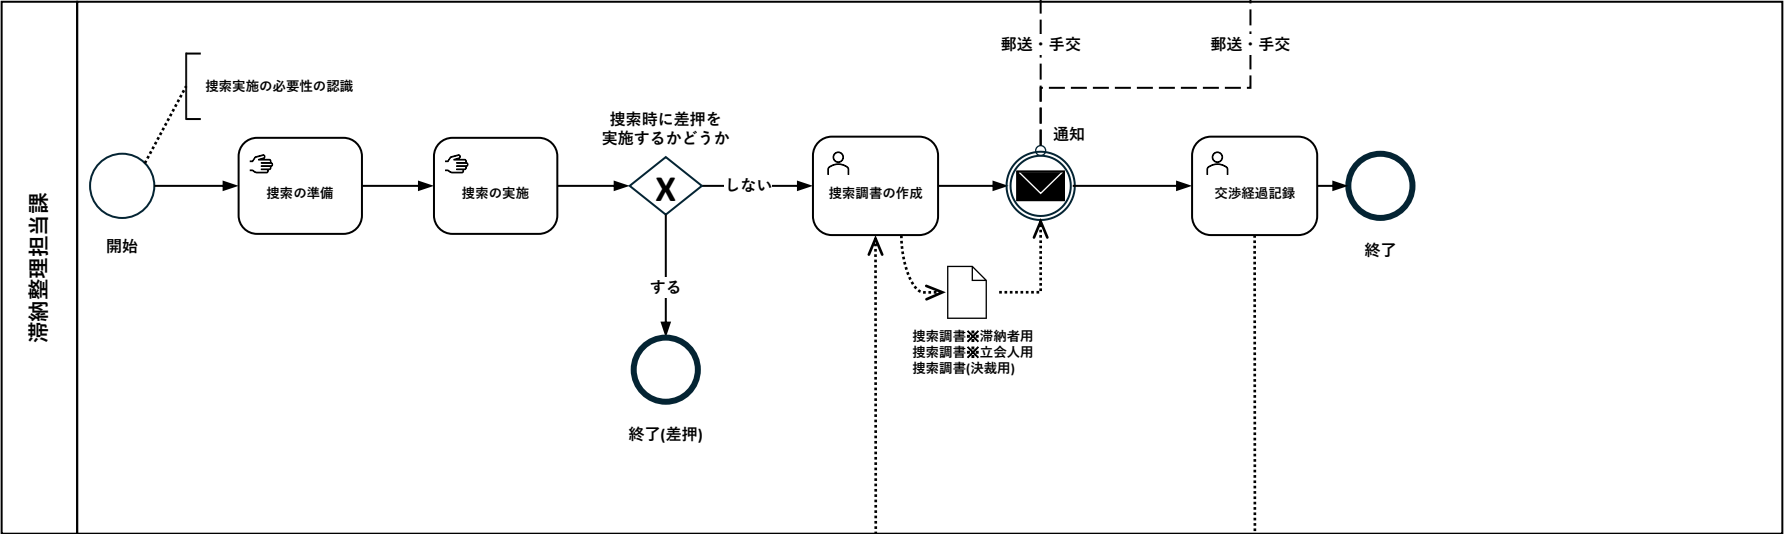 郵送・手交
郵送・手交
捜索実施の必要性の認識
捜索時に差押を
実施するかどうか
通知
捜索の準備
捜索の実施
X
しない
捜索調書の作成
交渉経過記録
開始
終了
する
捜索調書※滞納者用
捜索調書※立会人用
捜索調書(決裁用)
終了(差押)
滞納整理担当課